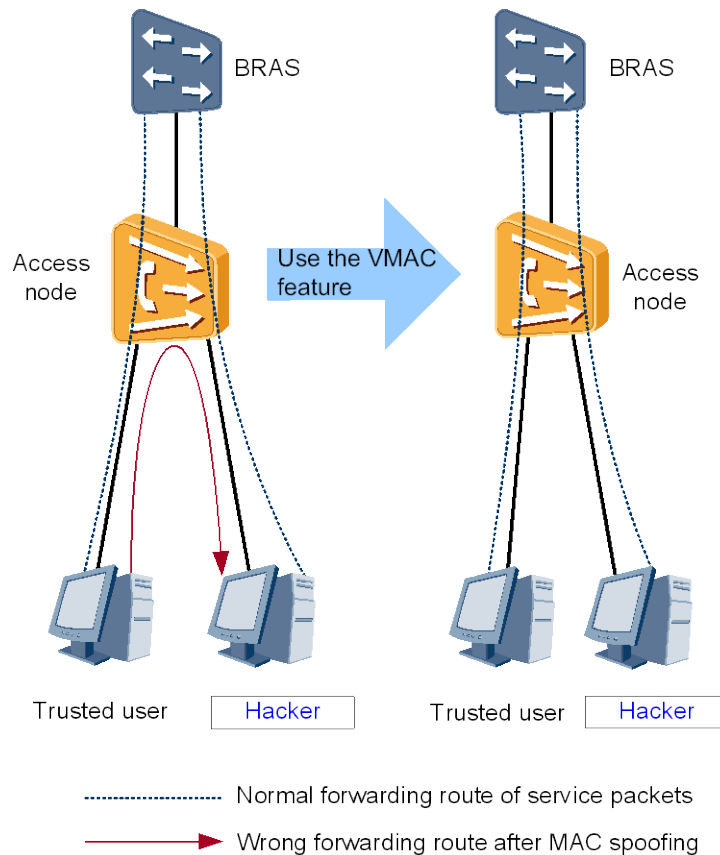 BRAS
BRAS
Access
node
Use the VMAC
feature
Access
node
Trusted user
Hacker
Trusted user
Hacker
Normal forwarding route of service packets
Wrong forwarding route after MAC spoofing